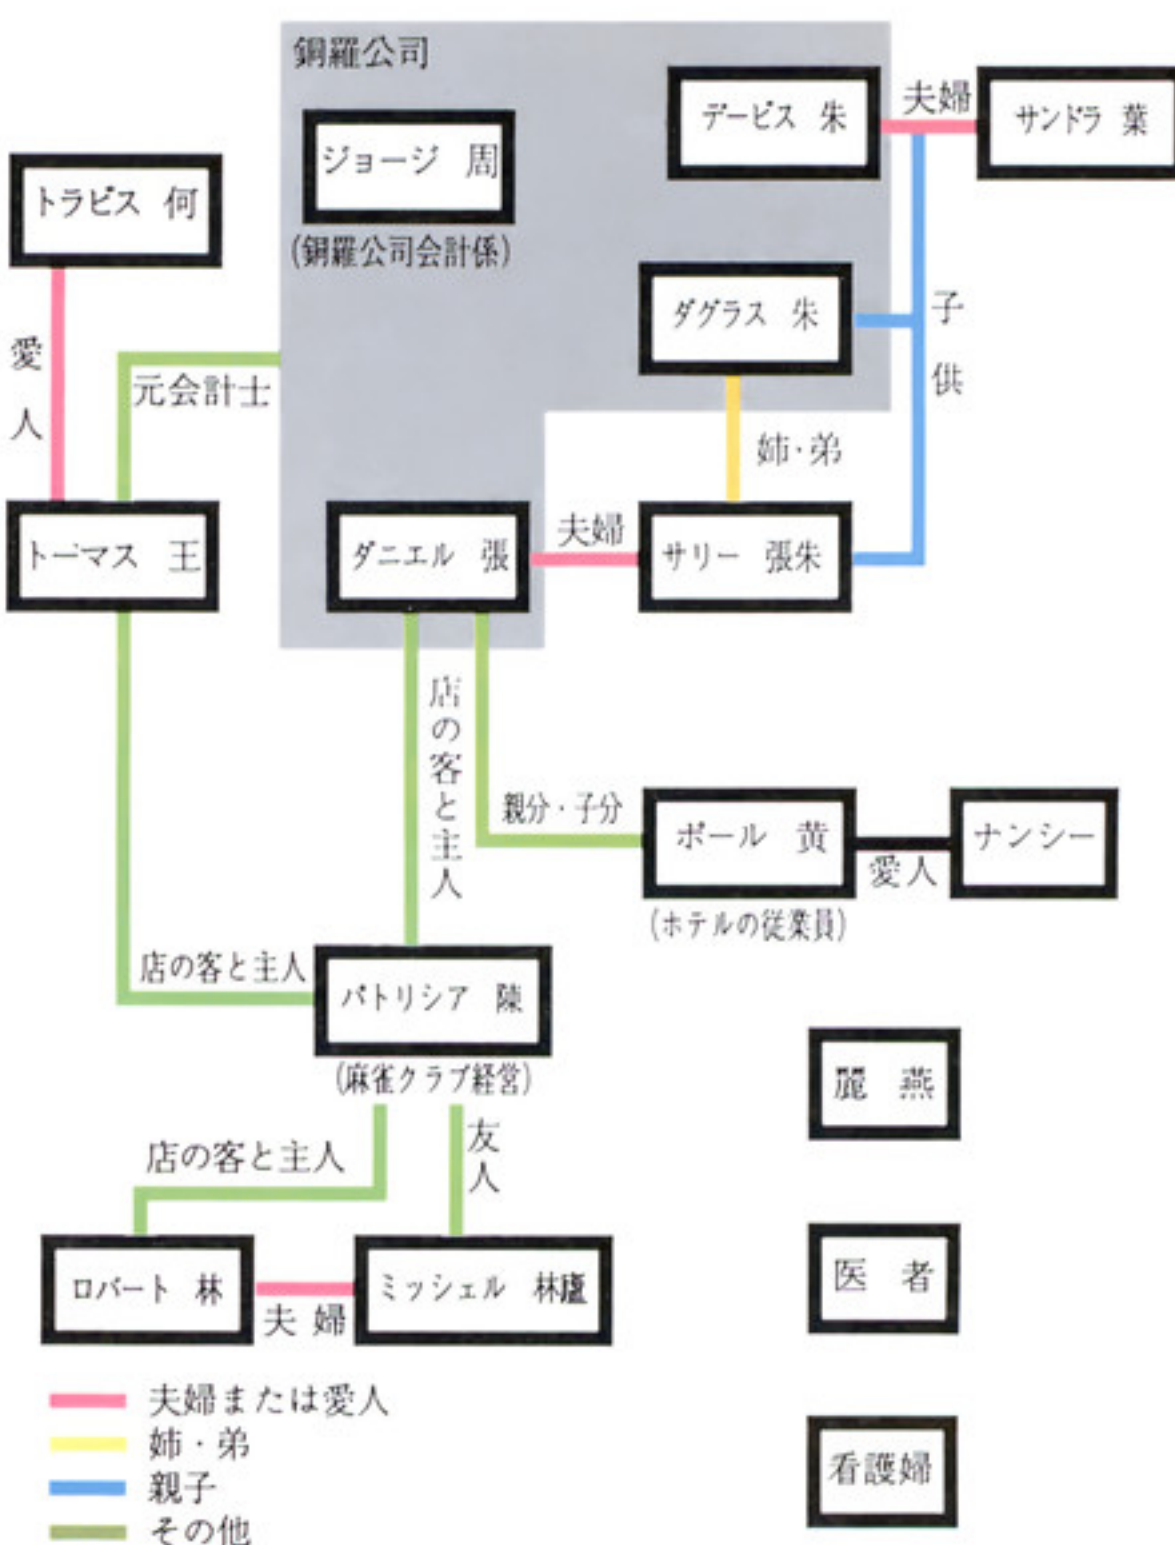 銅羅公司
デービス 朱
夫婦
サンドラ 葉
ジョージ 周
(銅羅公司会計係)
トラビス 何
愛人
元会計士
ダグラス 朱
子供
姉・弟
トーマス 王
ダニエル 張
夫婦
サリー 張朱
店の客と主人
親分・子分
ポール 黄
愛人
ナンシー
(ホテルの従業員)
店の客と主人
パトリシア 陳
(麻雀クラブ経営)
麗燕
店の客と主人
友人
ロバート 林
夫婦
ミッシェル 林廬
医者
看護婦
夫婦または愛人
姉・弟
親子
その他